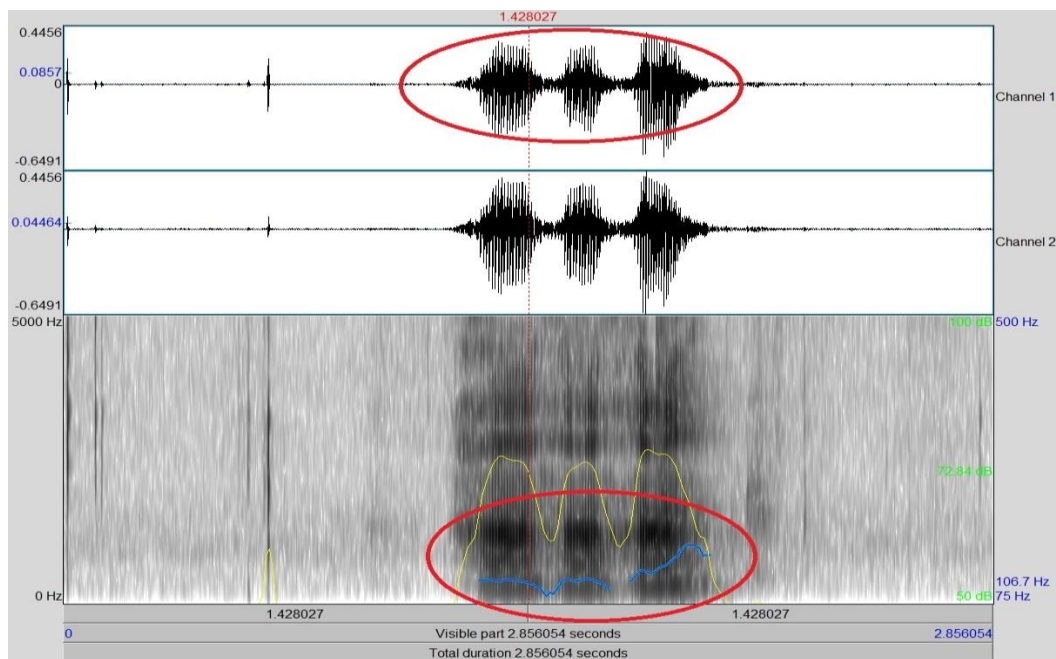 1.428027
0.4456
0.0857
0
-0.6491
Channel 1
0.4456
0.04464
-0.6491
Channel 2
5000 Hz
100 dB 500 Hz
72.84 dB
106.7 Hz
0 Hz 50 dB 75 Hz
1.428027 1.428027
0 Visible part 2.856054 seconds 2.856054
Total duration 2.856054 seconds